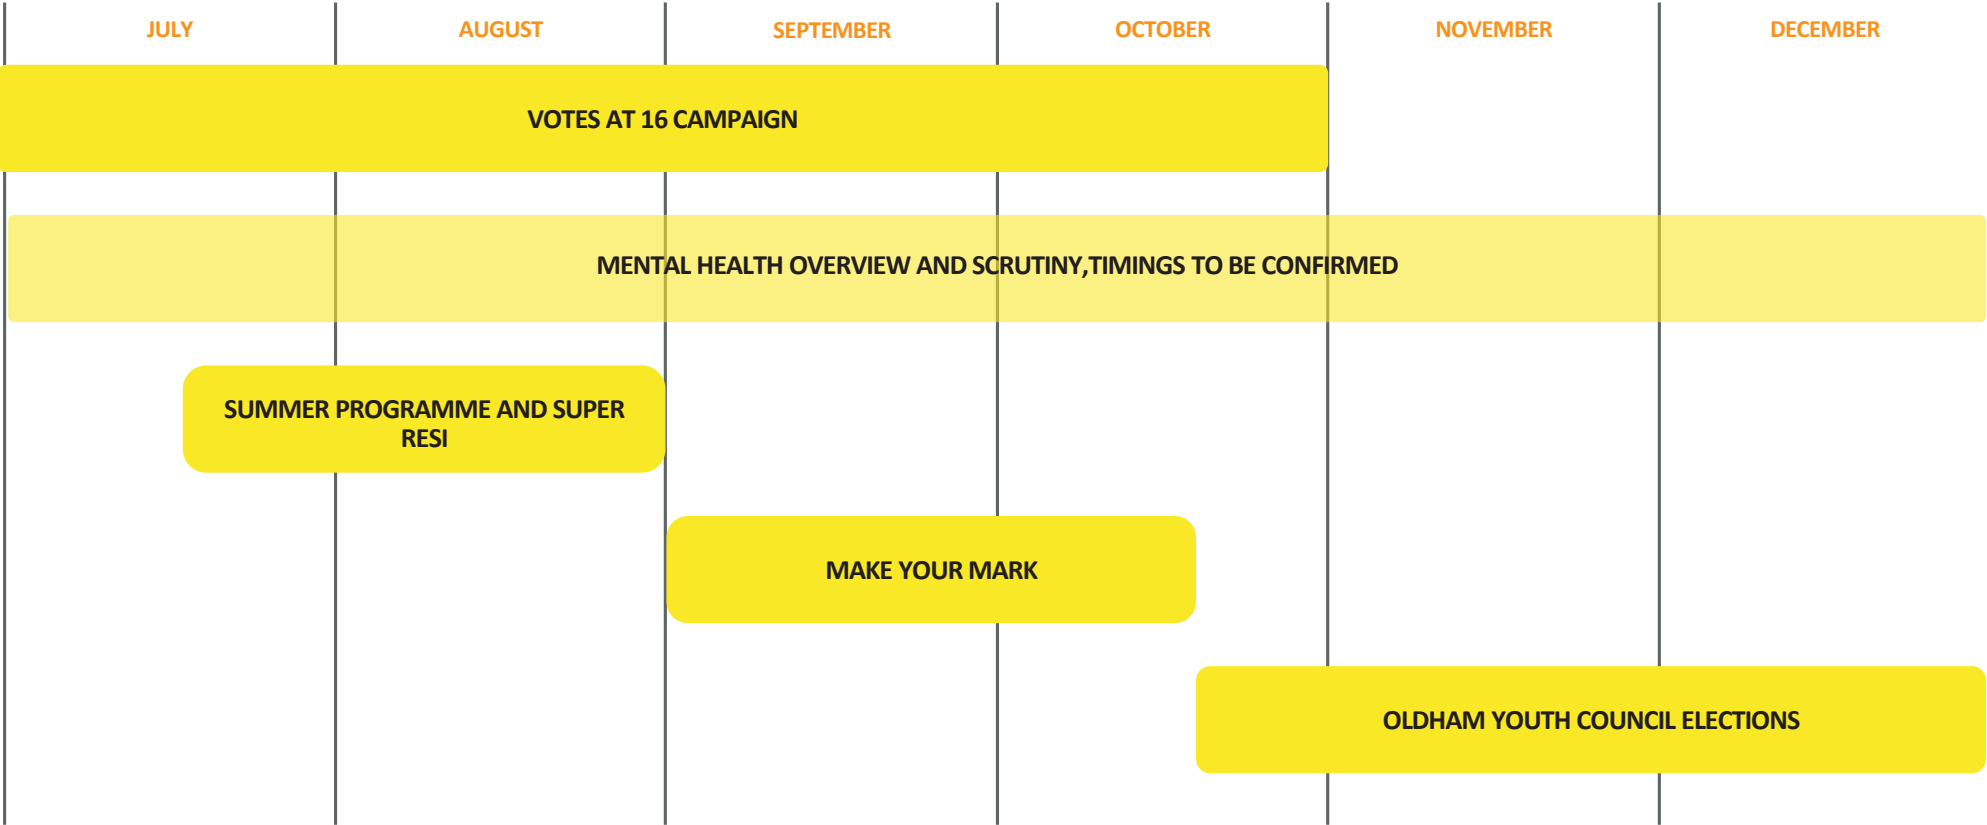 JULY AUGUST SEPTEMBER OCTOBER NOVEMBER DECEMBER
VOTES AT 16 CAMPAIGN
MENTAL HEALTH OVERVIEW AND SCRUTINY,TIMINGS TO BE CONFIRMED
SUMMER PROGRAMME AND SUPER
RESI
MAKE YOUR MARK
OLDHAM YOUTH COUNCIL ELECTIONS